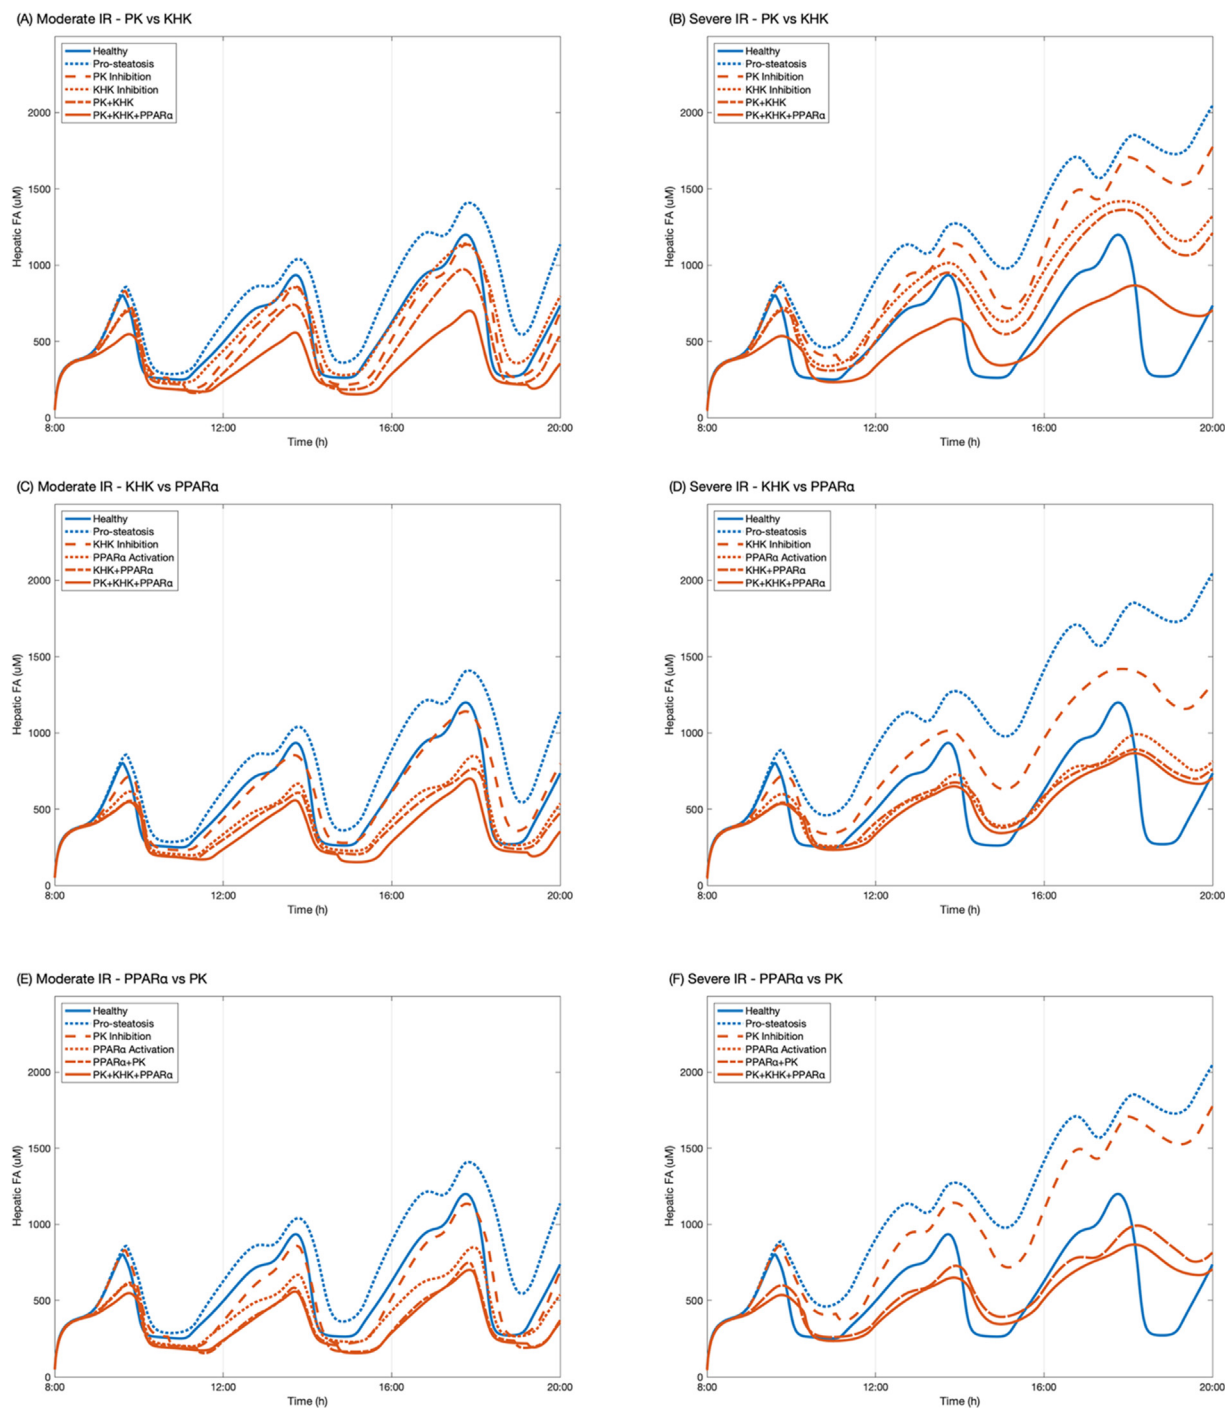 (A) Moderate IR - PK vs KHK
Healthy
Pro-steatosis
PK Inhibition
KHK Inhibition
PK+KHK
PK+KHK+PPARα
2000
1500
1000
500
0
Hepatic FA (uM)
8:00 12:00 16:00 20:00
Time (h)
(B) Severe IR - PK vs KHK
Healthy
Pro-steatosis
PK Inhibition
KHK Inhibition
PK+KHK
PK+KHK+PPARα
2000
1500
1000
500
0
Hepatic FA (uM)
8:00 12:00 16:00 20:00
Time (h)
(C) Moderate IR - KHK vs PPARα
Healthy
Pro-steatosis
KHK Inhibition
PPARα Activation
KHK+PPARα
PK+KHK+PPARα
2000
1500
1000
500
0
Hepatic FA (uM)
8:00 12:00 16:00 20:00
Time (h)
(D) Severe IR - KHK vs PPARα
Healthy
Pro-steatosis
KHK Inhibition
PPARα Activation
KHK+PPARα
PK+KHK+PPARα
2000
1500
1000
500
0
Hepatic FA (uM)
8:00 12:00 16:00 20:00
Time (h)
(E) Moderate IR - PPARα vs PK
Healthy
Pro-steatosis
PK Inhibition
PPARα Activation
PPARα+PK
PK+KHK+PPARα
2000
1500
1000
500
0
Hepatic FA (uM)
8:00 12:00 16:00 20:00
Time (h)
(F) Severe IR - PPARα vs PK
Healthy
Pro-steatosis
PK Inhibition
PPARα Activation
PPARα+PK
PK+KHK+PPARα
2000
1500
1000
500
0
Hepatic FA (uM)
8:00 12:00 16:00 20:00
Time (h)